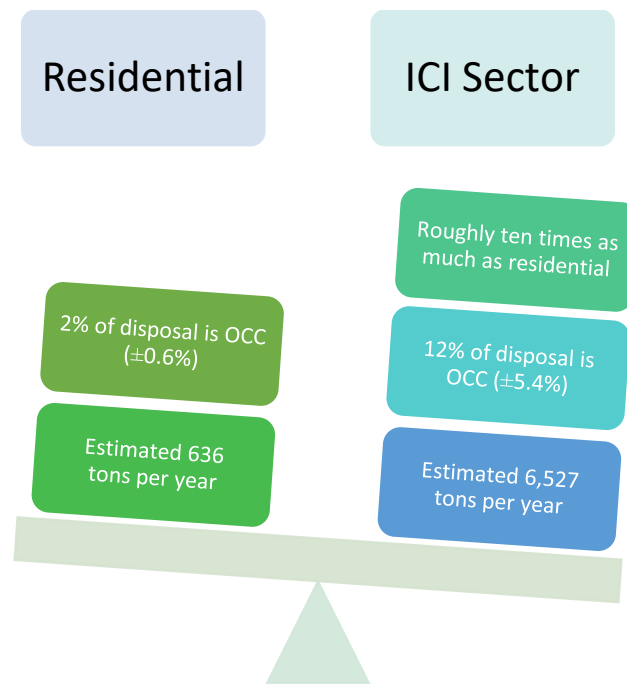 Residential
ICI Sector
2% of disposal is OCC
(±0.6%)
Estimated 636
tons per year
Roughly ten times as
much as residential
12% of disposal is
OCC (±5.4%)
Estimated 6,527
tons per year